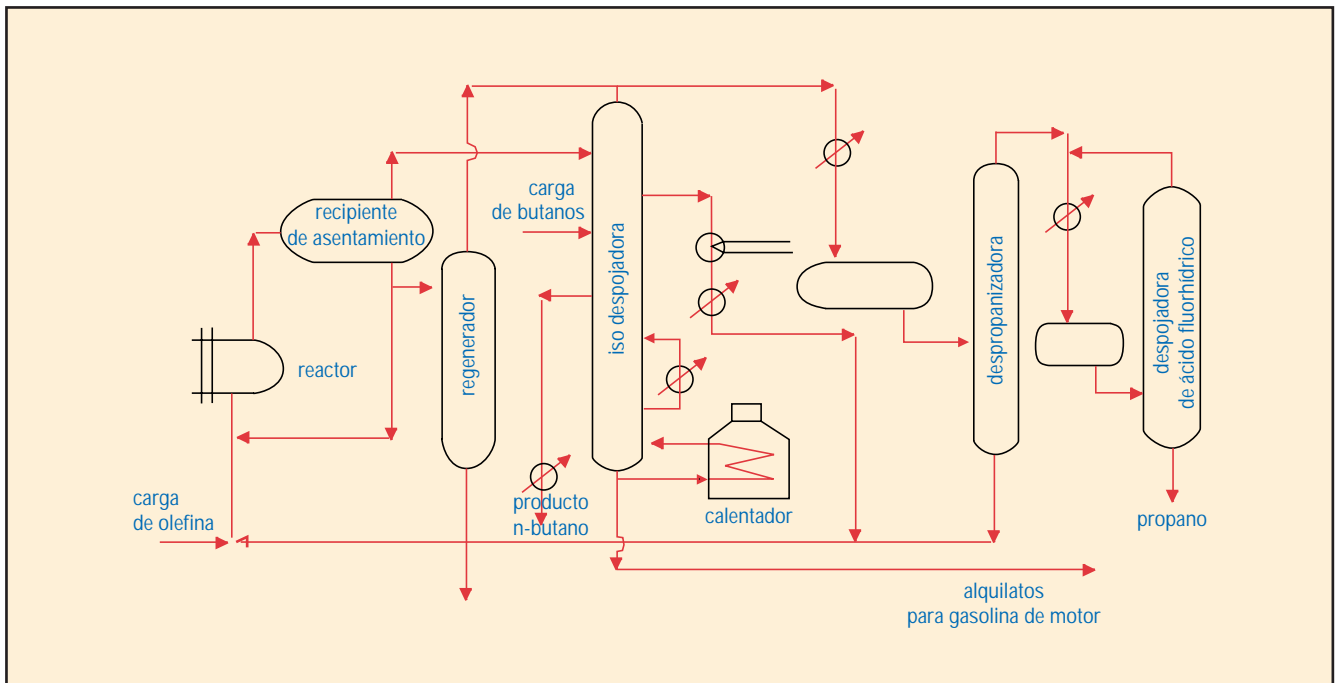 recipiente
de asentamiento
carga
de butanos
reactor
regenerador
iso despojadora
despropanizadora
despojadora
de ácido fluorhídrico
carga
de olefina
producto
n-butano
calentador
propano
alquilatos
para gasolina de motor